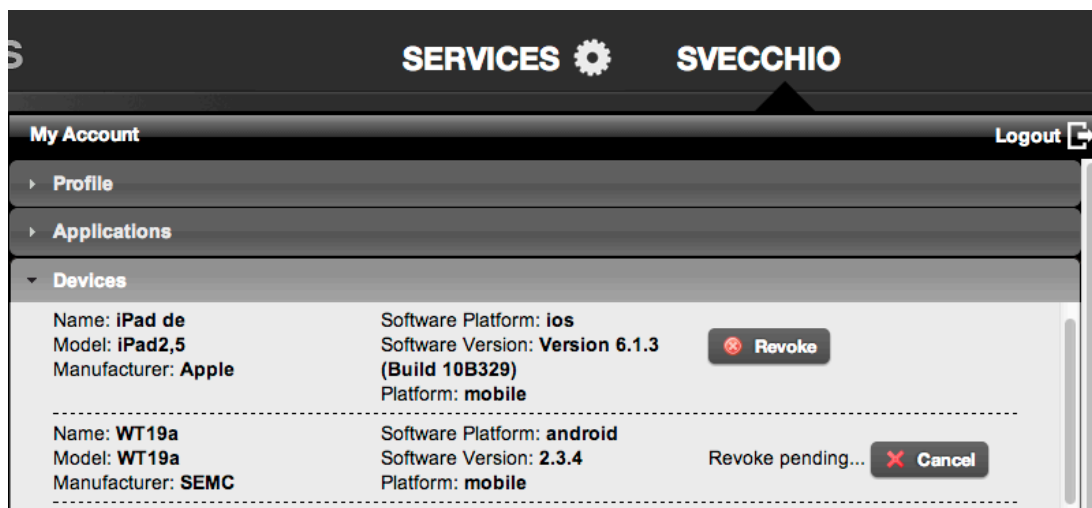 S
SERVICES
SVECCHIO
My Account
Logout
Profile
Applications
Devices
Name: iPad de
Model: iPad2,5
Manufacturer: Apple
Software Platform: ios
Software Version: Version 6.1.3
(Build 10B329)
Platform: mobile
Revoke
Name: WT19a
Model: WT19a
Manufacturer: SEMC
Software Platform: android
Software Version: 2.3.4
Platform: mobile
Revoke pending...
Cancel